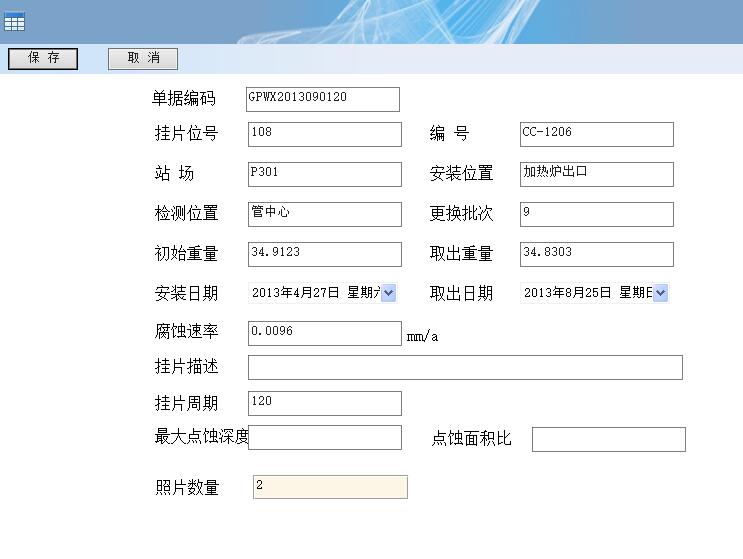 保 存 取 消
单据编码 GPWX2013090120
挂片位号 108 编 号 CC-1206
站 场 P301 安装位置 加热炉出口
检测位置 管中心 更换批次 9
初始重量 34.9123 取出重量 34.8303
安装日期 2013年4月27日 星期六 取出日期 2013年8月25日 星期日
腐蚀速率 0.0096 mm/a
挂片描述
挂片周期 120
最大点蚀深度 点蚀面积比
照片数量 2